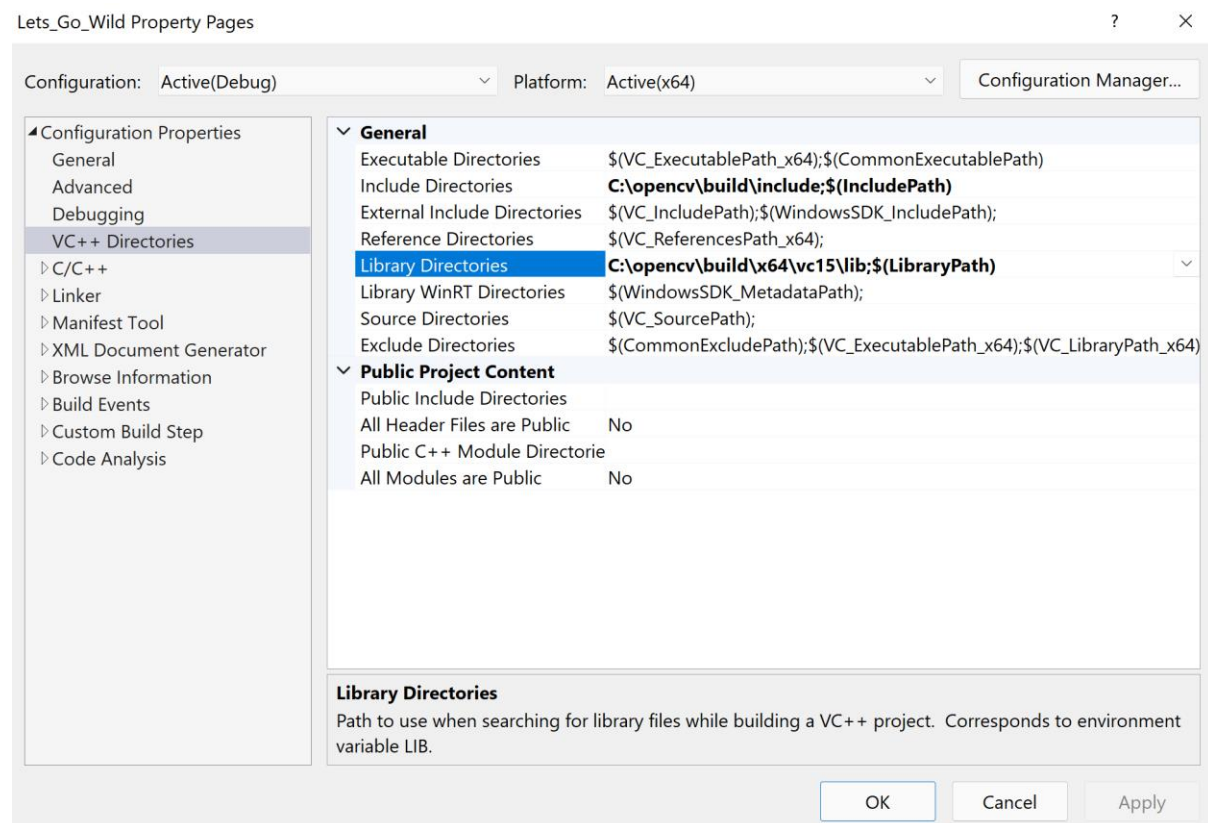 Lets_Go_Wild Property Pages ? ×
Configuration: Active(Debug) Platform: Active(x64) Configuration Manager...
Configuration Properties
General
Advanced
Debugging
VC++ Directories
C/C++
Linker
Manifest Tool
XML Document Generator
Browse Information
Build Events
Custom Build Step
Code Analysis
General
Executable Directories $(VC_ExecutablePath_x64);$(CommonExecutablePath)
Include Directories C:\opencv\build\include;$(IncludePath)
External Include Directories $(VC_IncludePath);$(WindowsSDK_IncludePath);
Reference Directories $(VC_ReferencesPath_x64);
Library Directories C:\opencv\build\x64\vc15\lib;$(LibraryPath)
Library WinRT Directories $(WindowsSDK_MetadataPath);
Source Directories $(VC_SourcePath);
Exclude Directories $(CommonExcludePath);$(VC_ExecutablePath_x64);$(VC_LibraryPath_x64)
Public Project Content
Public Include Directories
All Header Files are Public No
Public C++ Module Directorie
All Modules are Public No
Library Directories
Path to use when searching for library files while building a VC++ project. Corresponds to environment
variable LIB.
OK Cancel Apply